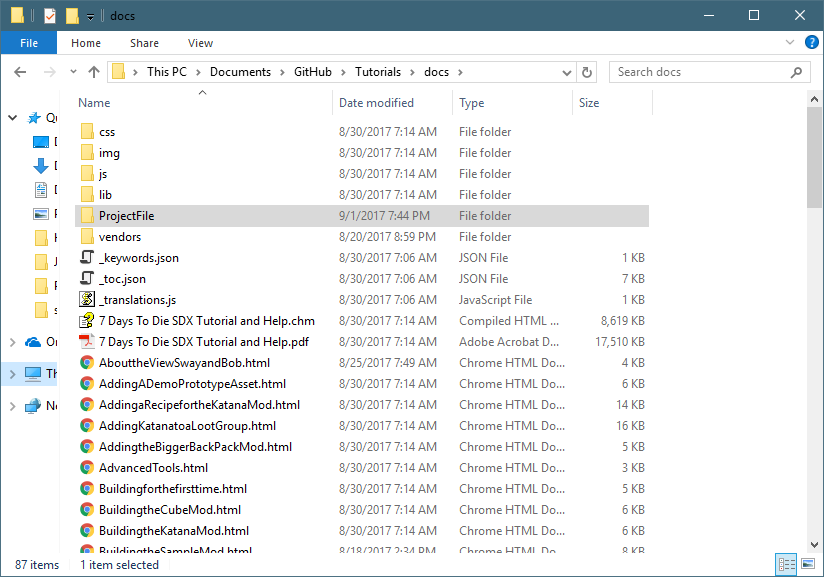 docs
File Home Share View
This PC > Documents > GitHub > Tutorials > docs >
Search docs
Name Date modified Type Size
css 8/30/2017 7:14 AM File folder
img 8/30/2017 7:14 AM File folder
js 8/30/2017 7:14 AM File folder
lib 8/30/2017 7:14 AM File folder
ProjectFile 9/1/2017 7:44 PM File folder
vendors 8/20/2017 8:59 PM File folder
_keywords.json 8/30/2017 7:06 AM JSON File 1 KB
_toc.json 8/30/2017 7:06 AM JSON File 7 KB
_translations.js 8/30/2017 7:06 AM JavaScript File 1 KB
7 Days To Die SDX Tutorial and Help.chm 8/30/2017 7:14 AM Compiled HTML ... 8,619 KB
7 Days To Die SDX Tutorial and Help.pdf 8/30/2017 7:14 AM Adobe Acrobat D... 17,510 KB
AbouttheViewSwayandBob.html 8/25/2017 7:49 AM Chrome HTML Do... 4 KB
AddingADemoPrototypeAsset.html 8/30/2017 7:14 AM Chrome HTML Do... 6 KB
AddingaRecipefortheKatanaMod.html 8/30/2017 7:14 AM Chrome HTML Do... 14 KB
AddingKatanatoaLootGroup.html 8/30/2017 7:14 AM Chrome HTML Do... 16 KB
AddingtheBiggerBackPackMod.html 8/30/2017 7:14 AM Chrome HTML Do... 5 KB
AdvancedTools.html 8/30/2017 7:14 AM Chrome HTML Do... 3 KB
Buildingforthefirsttime.html 8/30/2017 7:14 AM Chrome HTML Do... 5 KB
BuildingtheCubeMod.html 8/30/2017 7:14 AM Chrome HTML Do... 6 KB
BuildingtheKatanaMod.html 8/30/2017 7:14 AM Chrome HTML Do... 6 KB
BuildingtheSampleMod.html 8/18/2017 2:34 PM Chrome HTML Do... 8 KB
87 items 1 item selected